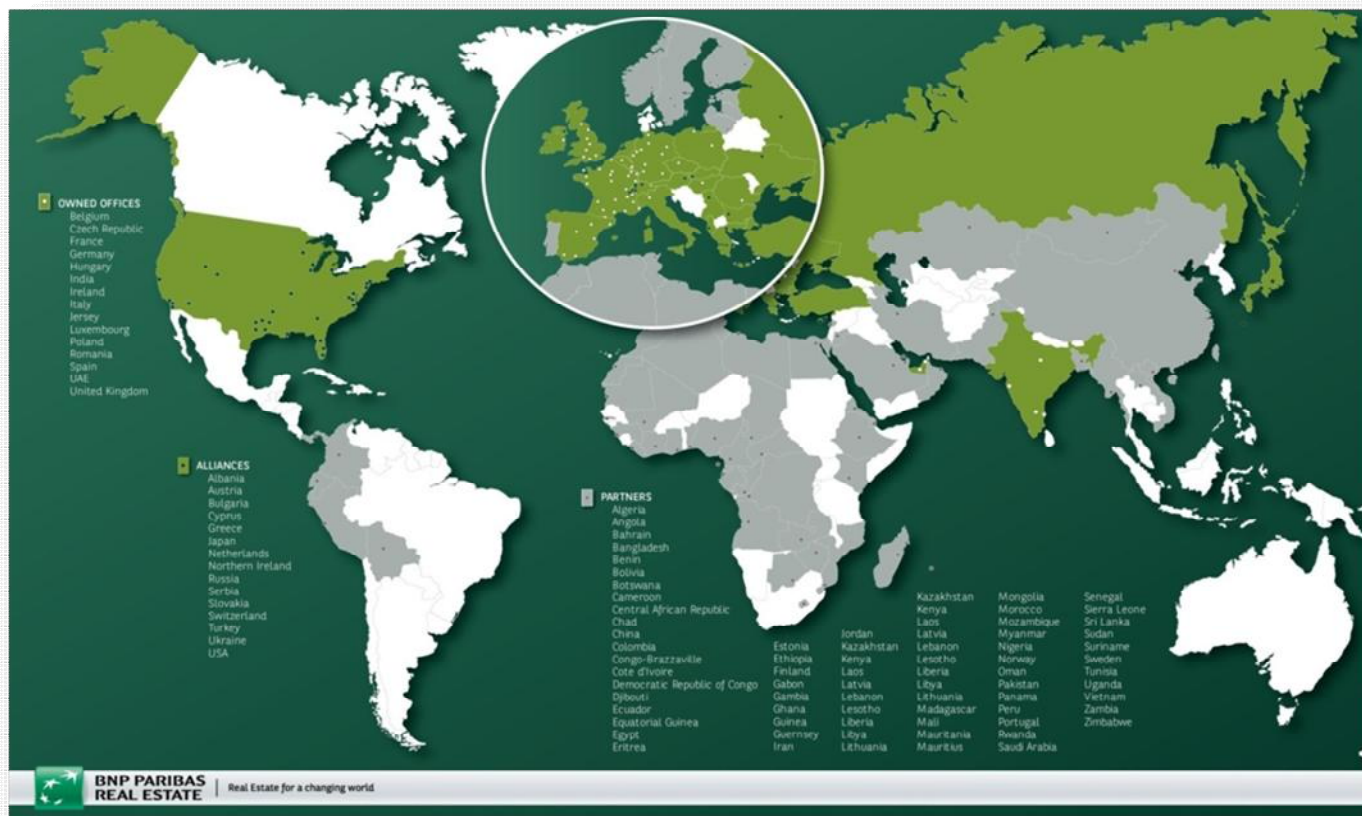 OWNED OFFICES
Belgium
Czech Republic
France
Germany
Hungary
India
Ireland
Italy
Jersey
Luxembourg
Poland
Romania
Spain
UAE
United Kingdom
ALLIANCES
Albania
Austria
Bulgaria
Cyprus
Greece
Japan
Netherlands
Northern Ireland
Russia
Serbia
Slovakia
Switzerland
Turkey
Ukraine
USA
PARTNERS
Algeria
Angola
Bahrain
Bangladesh
Benin
Bolivia
Botswana
Cameroon
Central African Republic
Chad
China
Colombia
Congo-Brazzaville
Cote d'Ivoire
Democratic Republic of Congo
Djibouti
Ecuador
Equatorial Guinea
Egypt
Eritrea
Estonia
Ethiopia
Finland
Gabon
Gambia
Ghana
Guinea
Guernsey
Iran
Jordan
Kazakhstan
Kenya
Laos
Latvia
Lebanon
Lesotho
Liberia
Libya
Lithuania
Kazakhstan
Kenya
Laos
Latvia
Lebanon
Lesotho
Liberia
Libya
Lithuania
Madagascar
Mali
Mauritania
Mauritius
Mongolia
Morocco
Mozambique
Myanmar
Nigeria
Norway
Oman
Pakistan
Panama
Peru
Portugal
Rwanda
Saudi Arabia
Senegal
Sierra Leone
Sri Lanka
Sudan
Suriname
Sweden
Tunisia
Uganda
Vietnam
Zambia
Zimbabwe
BNP PARIBAS
REAL ESTATE
Real Estate for a changing world